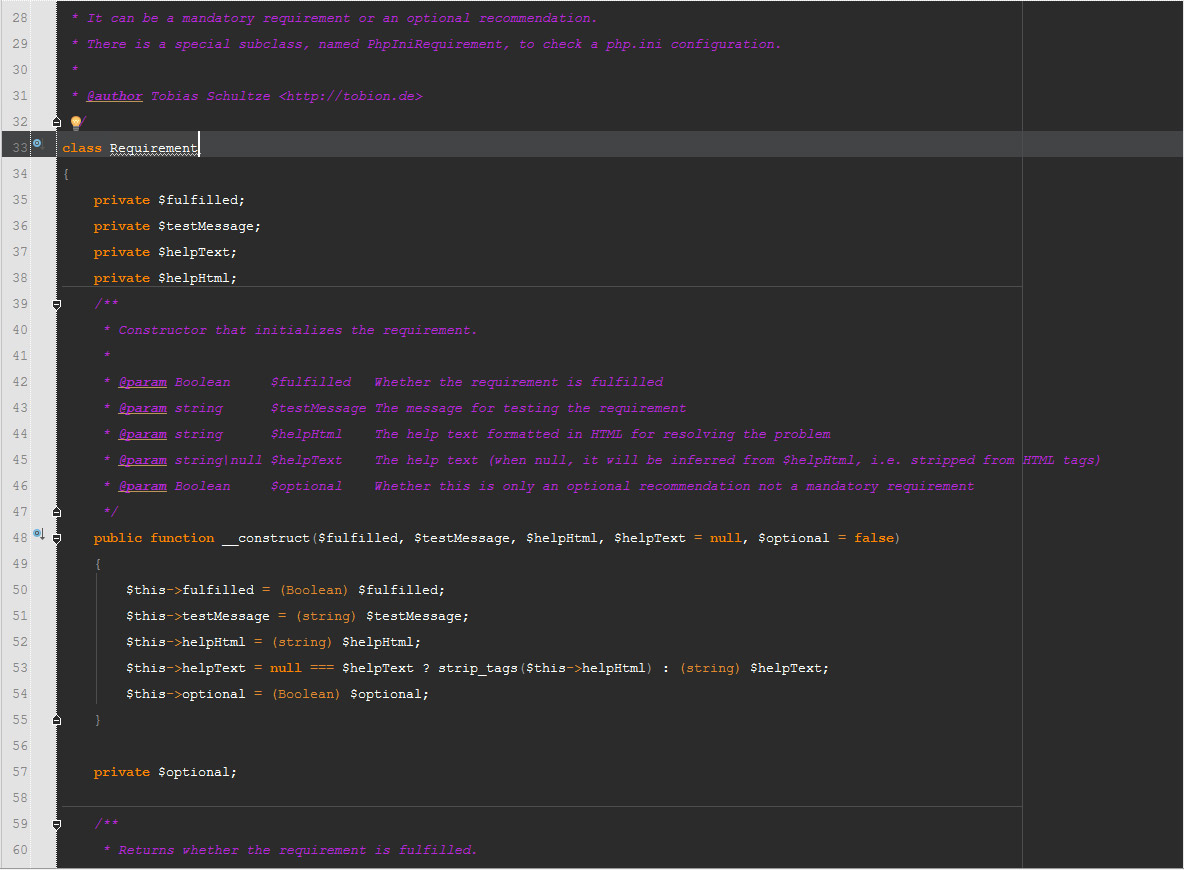 28 * It can be a mandatory requirement or an optional recommendation.
29 * There is a special subclass, named PhpIniRequirement, to check a php.ini configuration.
30 *
31 * @author Tobias Schultze <http://tobion.de>
32 /
33 class Requirement
34 {
35 private $fulfilled;
36 private $testMessage;
37 private $helpText;
38 private $helpHtml;
39 /**
40 * Constructor that initializes the requirement.
41 *
42 * @param Boolean $fulfilled Whether the requirement is fulfilled
43 * @param string $testMessage The message for testing the requirement
44 * @param string $helpHtml The help text formatted in HTML for resolving the problem
45 * @param string|null $helpText The help text (when null, it will be inferred from $helpHtml, i.e. stripped from HTML tags)
46 * @param Boolean $optional Whether this is only an optional recommendation not a mandatory requirement
47 */
48 public function __construct($fulfilled, $testMessage, $helpHtml, $helpText = null, $optional = false)
49 {
50 $this->fulfilled = (Boolean) $fulfilled;
51 $this->testMessage = (string) $testMessage;
52 $this->helpHtml = (string) $helpHtml;
53 $this->helpText = null === $helpText ? strip_tags($this->helpHtml) : (string) $helpText;
54 $this->optional = (Boolean) $optional;
55 }
56
57 private $optional;
58
59 /**
60 * Returns whether the requirement is fulfilled.